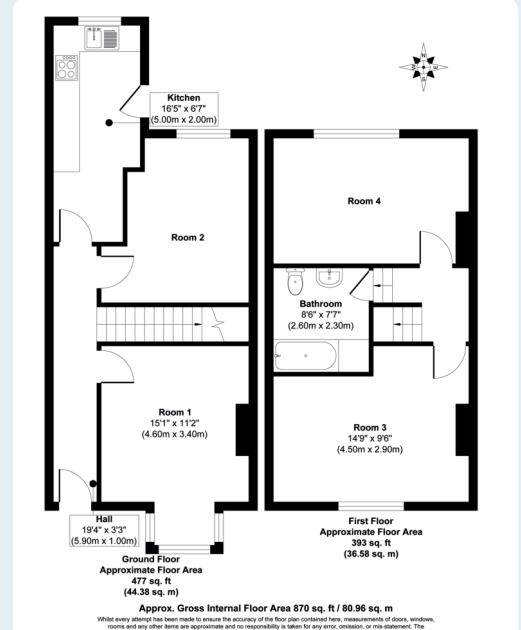 N
W E
S
Kitchen
16'5" x 6'7"
(5.00m x 2.00m)
Room 2
Room 4
Bathroom
8'6" x 7'7"
(2.60m x 2.30m)
Room 1
15'1" x 11'2"
(4.60m x 3.40m)
Room 3
14'9" x 9'6"
(4.50m x 2.90m)
Hall
19'4" x 3'3"
(5.90m x 1.00m)
Ground Floor
Approximate Floor Area
477 sq. ft
(44.38 sq. m)
First Floor
Approximate Floor Area
393 sq. ft
(36.58 sq. m)
Approx. Gross Internal Floor Area 870 sq. ft / 80.96 sq. m
Whilst every attempt has been made to ensure the accuracy of the floor plan contained here, measurements of doors, windows,
rooms and any other items are approximate and no responsibility is taken for any error, omission, or mis-statement. The